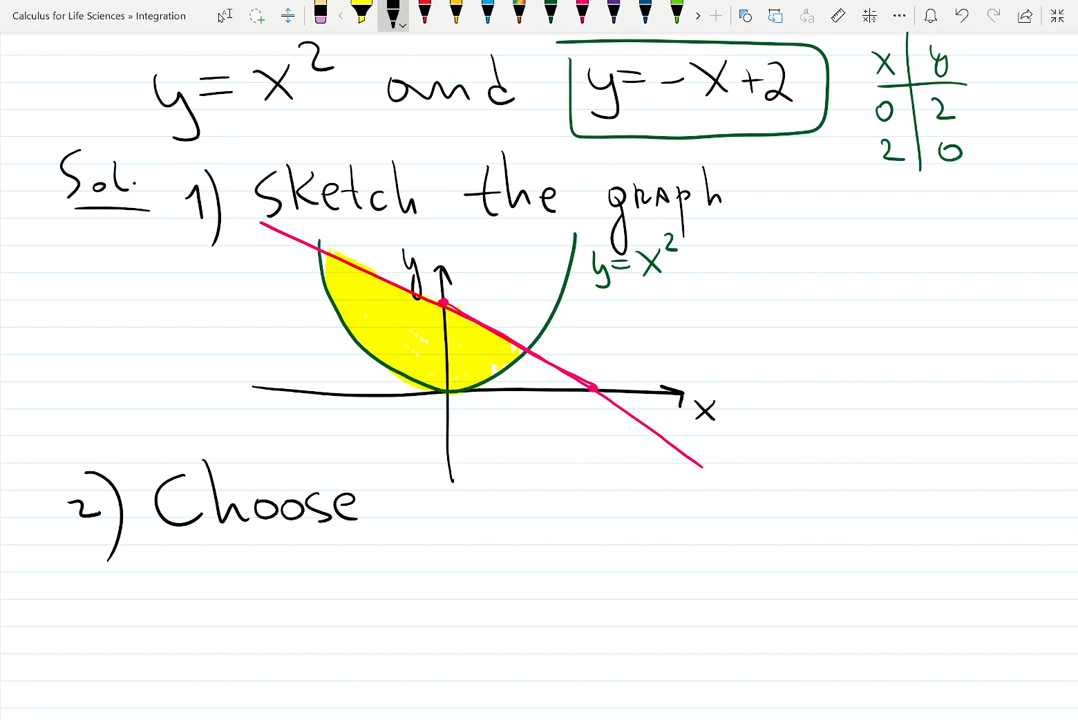 Calculus for Life Sciences » Integration
y = x² and y = -x + 2
x y
0 2
2 0
Sol. 1) Sketch the graph
y
y = x²
x
2) Choose